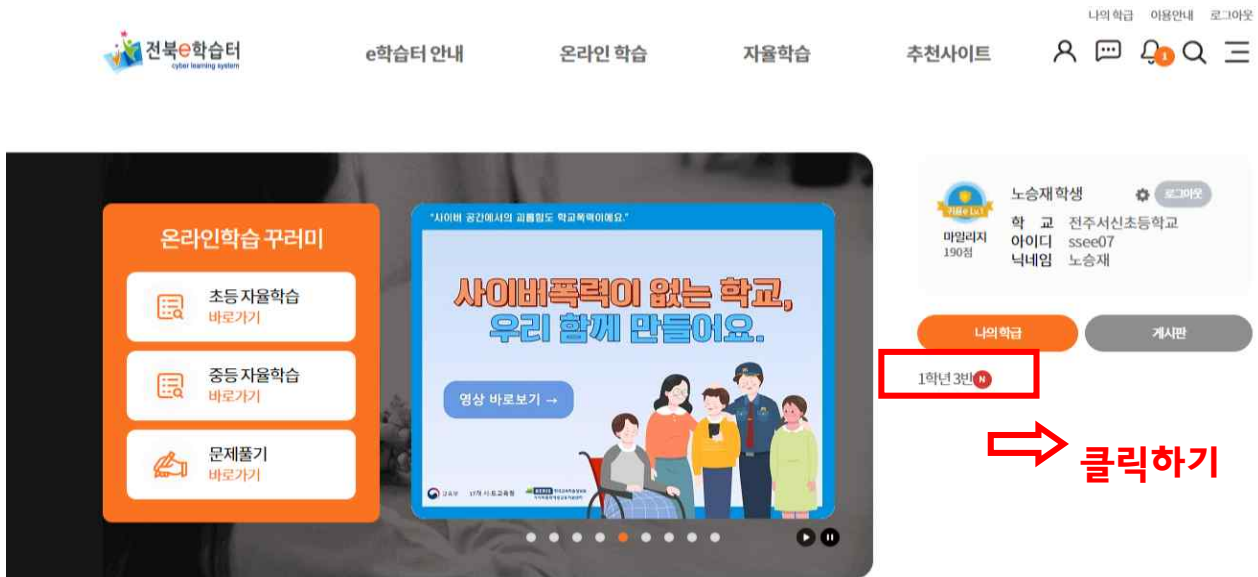 나의 학급 이용안내 로그아웃
전북e학습터
cyber learning system
e학습터 안내 온라인 학습 자율학습 추천사이트
1
온라인학습 꾸러미
초등 자율학습
바로가기
중등 자율학습
바로가기
문제풀기
바로가기
"사이버 공간에서의 괴롭힘도 학교폭력이에요."
사이버폭력이 없는 학교,
우리 함께 만들어요.
영상 바로보기 →
교육부 17개 시·도교육청 KERIS
노승재 학생 로그아웃
마일리지
190점
학 교 전주서신초등학교
아이디 ssee07
닉네임 노승재
나의 학급 게시판
1학년 3반 N
클릭하기